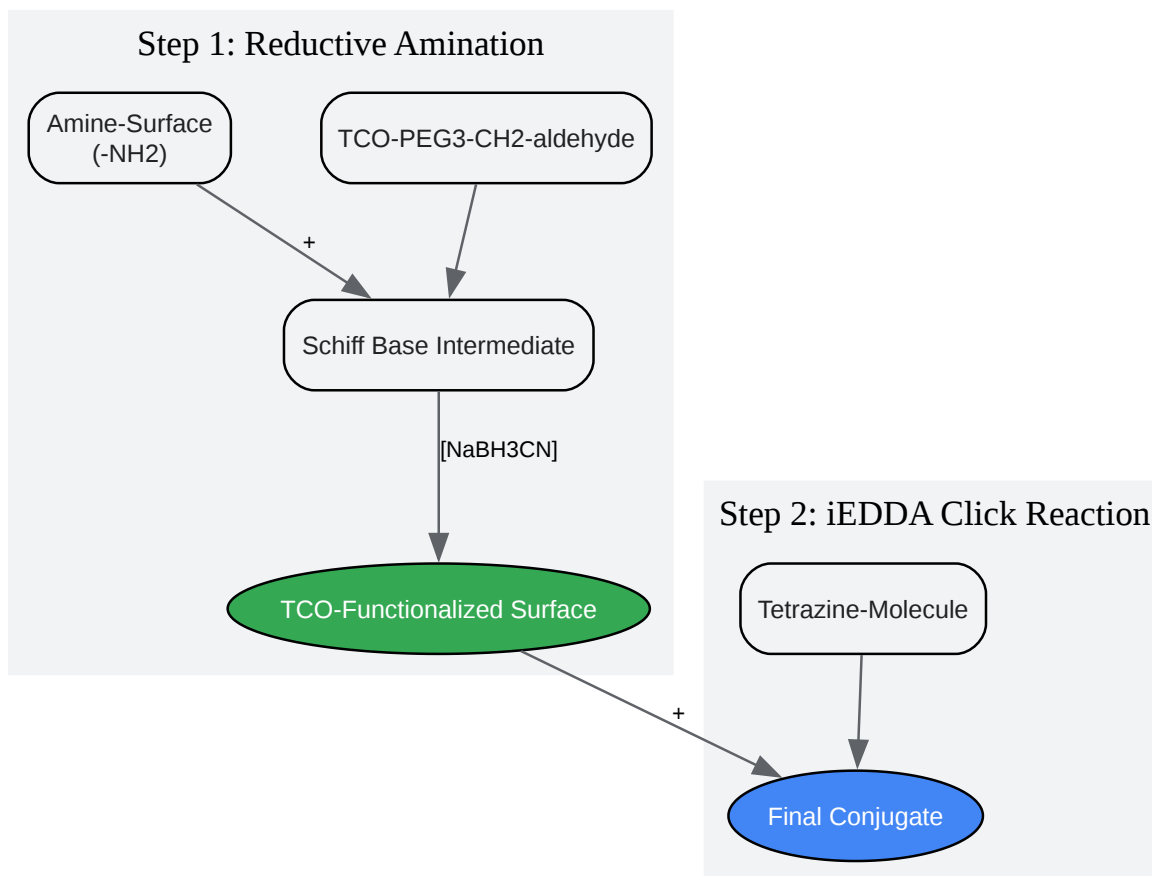 Step 1: Reductive Amination
Amine-Surface
(-NH2)
TCO-PEG3-CH2-aldehyde
+
Schiff Base Intermediate
[NaBH3CN]
TCO-Functionalized Surface
Step 2: iEDDA Click Reaction
Tetrazine-Molecule
+
Final Conjugate